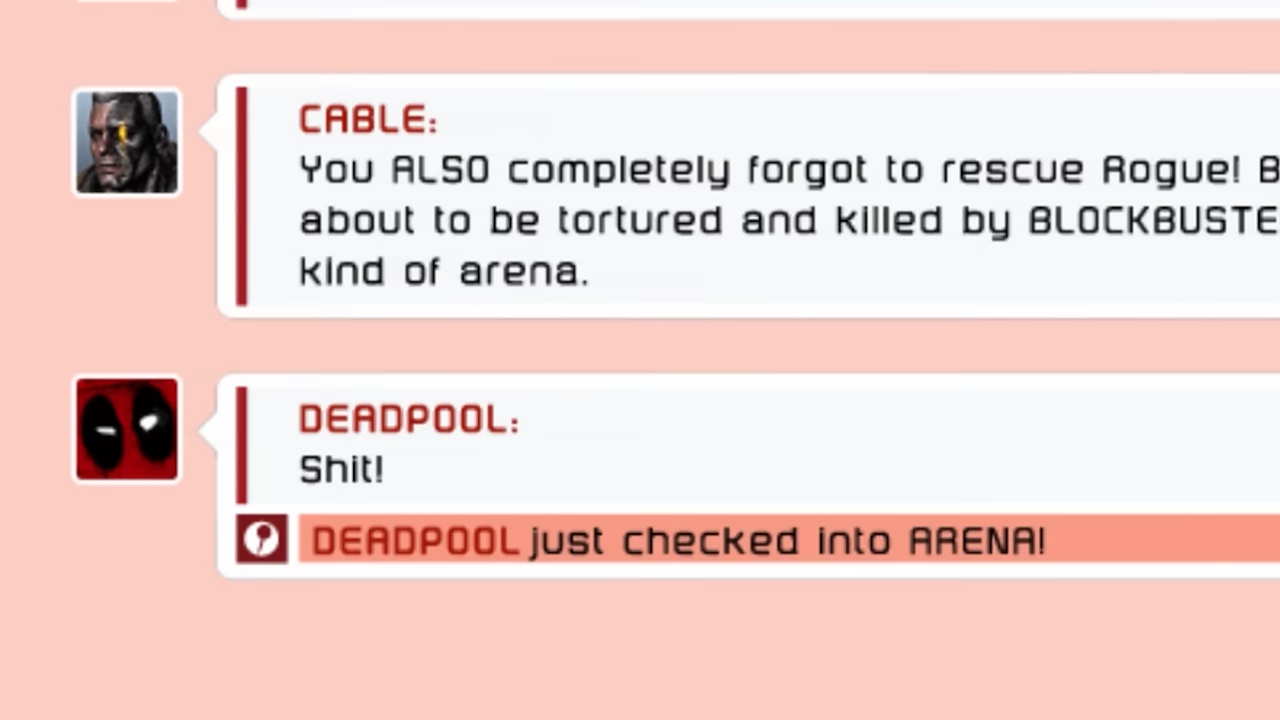 CABLE:
You ALSO completely forgot to rescue Rogue! B
about to be tortured and killed by BLOCKBUSTE
kind of arena.
DEADPOOL:
Shit!
DEADPOOL just checked into ARENA!